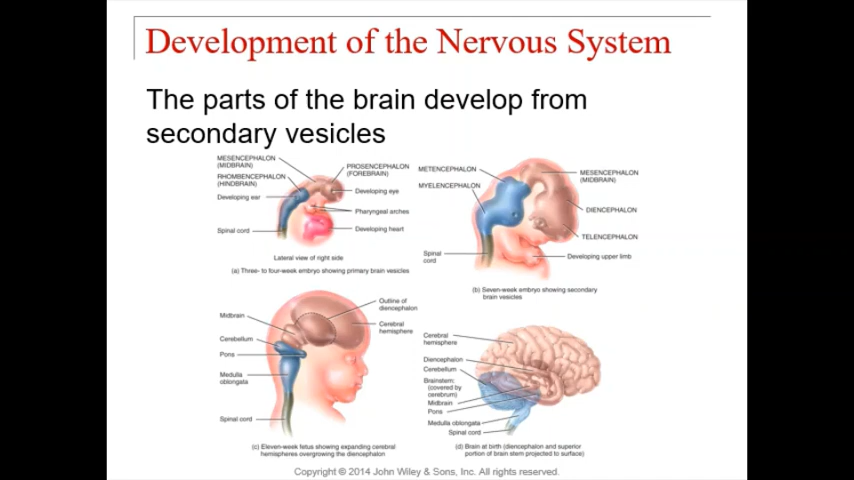 Development of the Nervous System
The parts of the brain develop from
secondary vesicles
MESENCEPHALON
(MIDBRAIN)
PROSENCEPHALON
(FOREBRAIN)
RHOMBENCEPHALON
(HINDBRAIN)
Developing eye
Developing ear
Pharyngeal arches
Spinal cord
Developing heart
Lateral view of right side
(a) Three- to four-week embryo showing primary brain vesicles
METENCEPHALON
MESENCEPHALON
(MIDBRAIN)
MYELENCEPHALON
DIENCEPHALON
TELENCEPHALON
Spinal
cord
Developing upper limb
(b) Seven-week embryo showing secondary
brain vesicles
Outline of
diencephalon
Midbrain
Cerebral
hemisphere
Cerebellum
Pons
Medulla
oblongata
Spinal cord
(c) Eleven-week fetus showing expanding cerebral
hemispheres overgrowing the diencephalon
Cerebral
hemisphere
Diencephalon
Cerebellum
Brainstem:
(covered by
cerebrum)
Midbrain
Pons
Medulla oblongata
Spinal cord
(d) Brain at birth (diencephalon and superior
portion of brain stem projected to surface)
Copyright © 2014 John Wiley & Sons, Inc. All rights reserved.